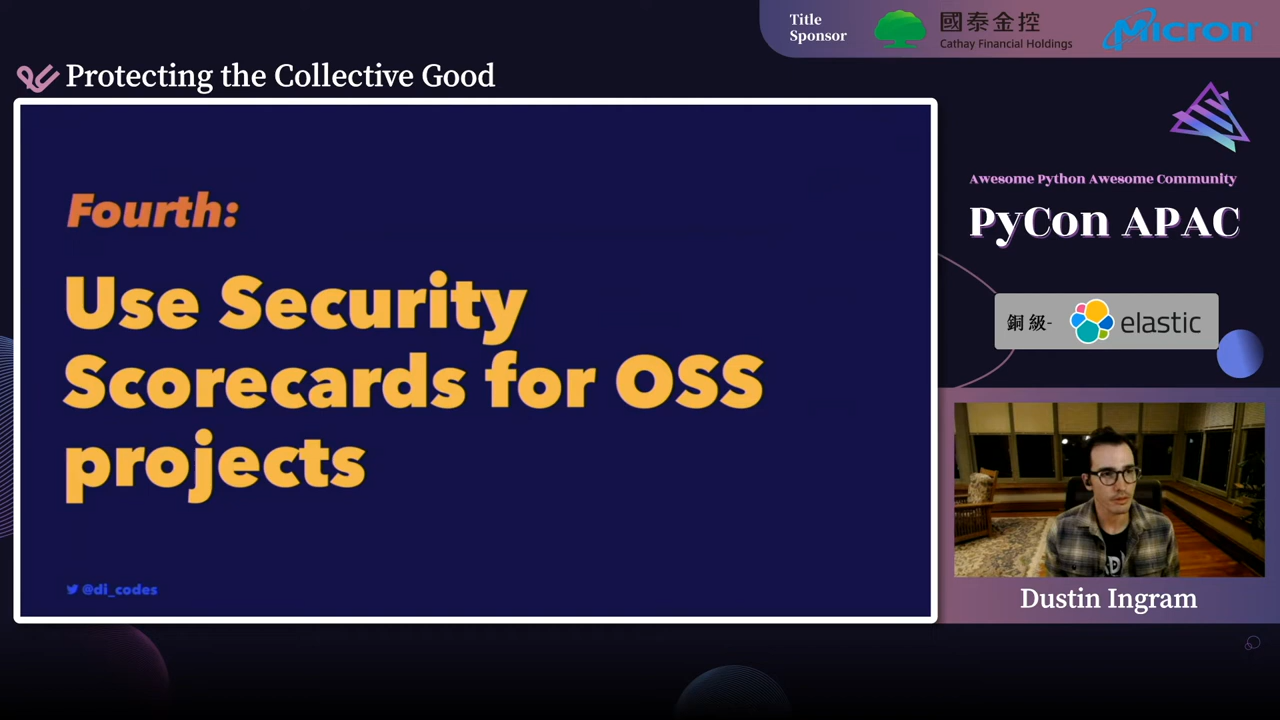 Title
Sponsor
國泰金控
Cathay Financial Holdings
Micron
Protecting the Collective Good
Fourth:
Use Security
Scorecards for OSS
projects
@di_codes
Awesome Python Awesome Community
PyCon APAC
銅級-
elastic
Dustin Ingram